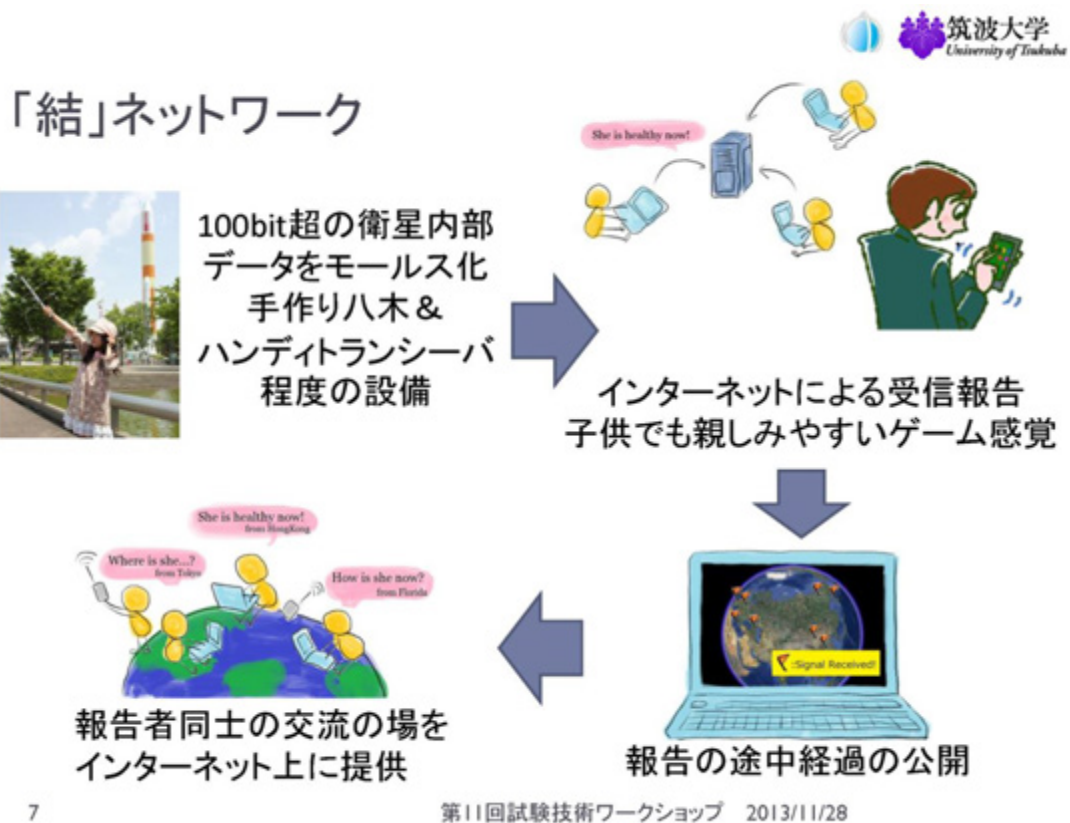 筑波大学
University of Tsukuba
「結」ネットワーク
She is healthy now!
100bit超の衛星内部
データをモールス化
手作り八木＆
ハンディトランシーバ
程度の設備
インターネットによる受信報告
子供でも親しみやすいゲーム感覚
She is healthy now!
from HongKong
Where is she...?
from Tokyo
How is she now?
from Florida
:Signal Received!
報告者同士の交流の場を
インターネット上に提供
報告の途中経過の公開
7
第11回試験技術ワークショップ 2013/11/28